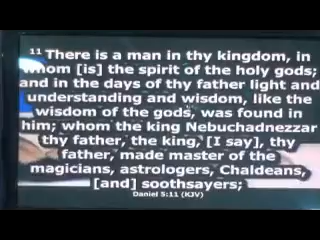 11 There is a man in thy kingdom, in
whom [is] the spirit of the holy gods;
and in the days of thy father light and
understanding and wisdom, like the
wisdom of the gods, was found in
him; whom the king Nebuchadnezzar
thy father, the king, [I say], thy
father, made master of the
magicians, astrologers, Chaldeans,
[and] soothsayers;
Daniel 5:11 (KJV)